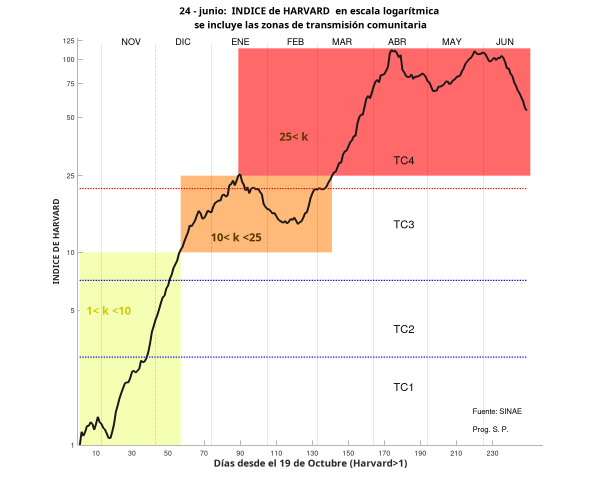 24 - junio: INDICE de HARVARD en escala logarítmica
se incluye las zonas de transmisión comunitaria
NOV DIC ENE FEB MAR ABR MAY JUN
125
100
75
50
25
10
5
1
INDICE DE HARVARD
25< k
10< k <25
1< k <10
TC4
TC3
TC2
TC1
Fuente: SINAE
Prog. S. P.
10 30 50 70 90 110 130 150 170 190 210 230
Días desde el 19 de Octubre (Harvard>1)